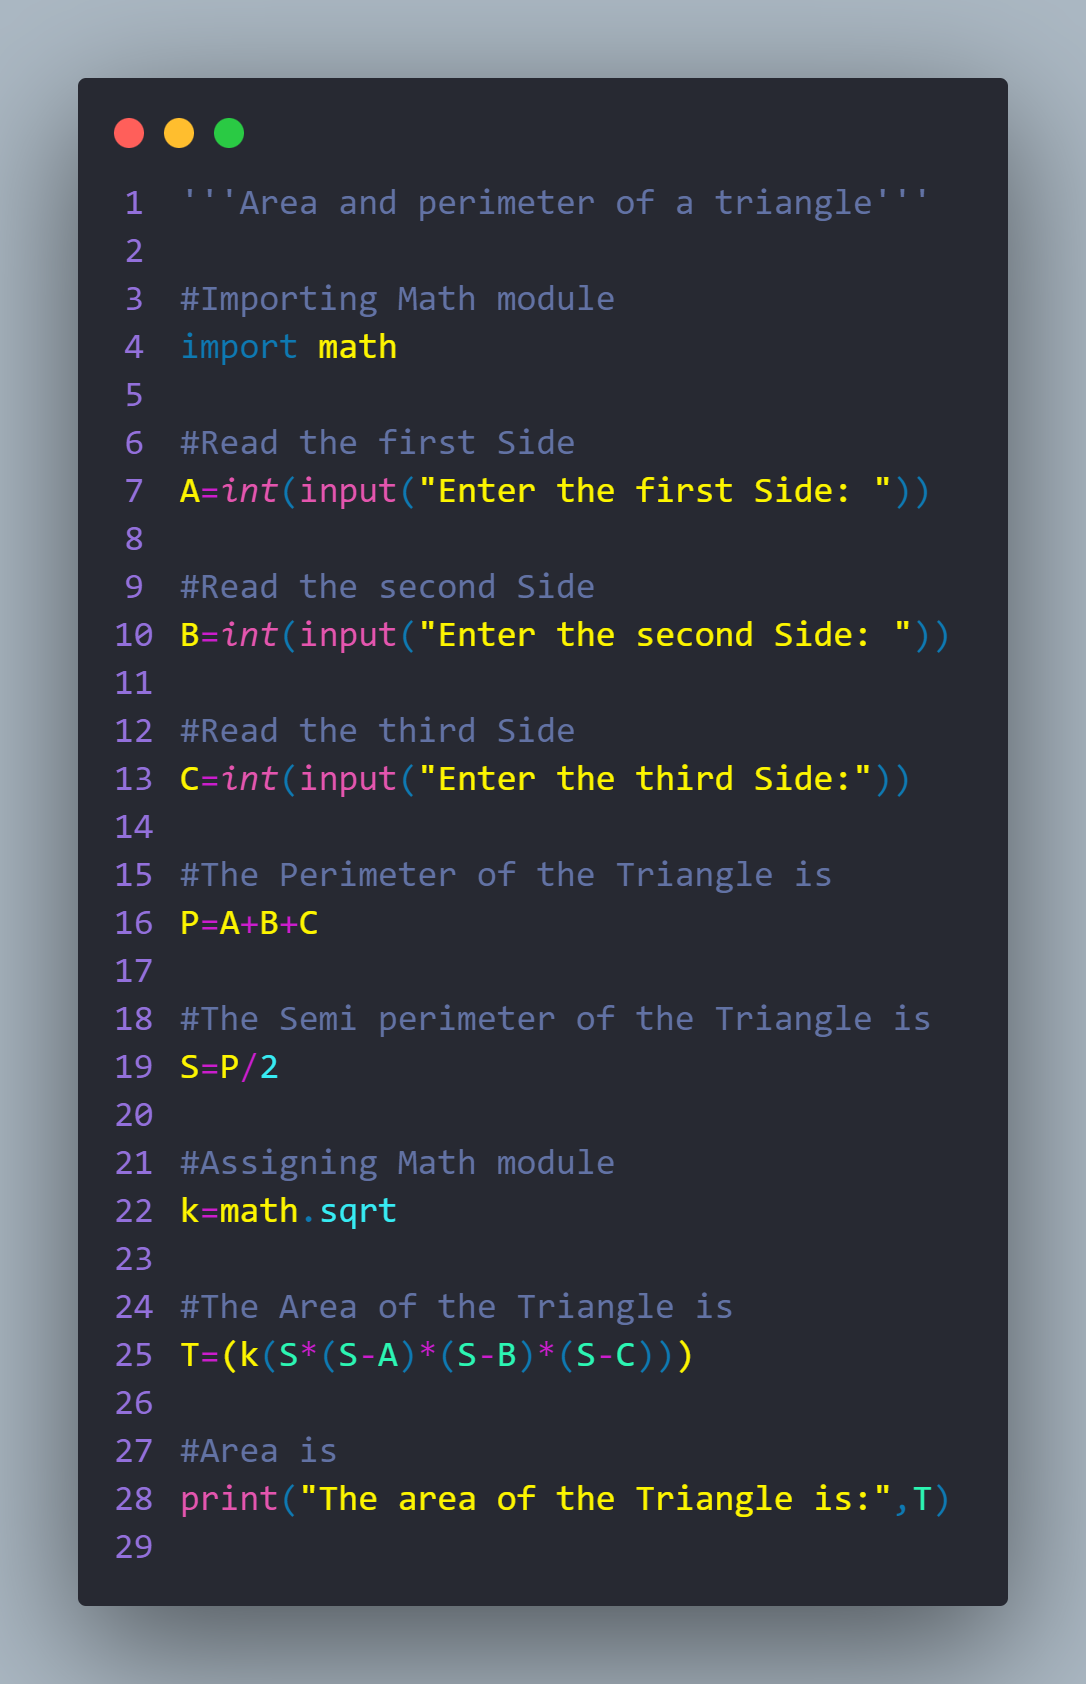 1 '''Area and perimeter of a triangle'''
2
3 #Importing Math module
4 import math
5
6 #Read the first Side
7 A=int(input("Enter the first Side: "))
8
9 #Read the second Side
10 B=int(input("Enter the second Side: "))
11
12 #Read the third Side
13 C=int(input("Enter the third Side:"))
14
15 #The Perimeter of the Triangle is
16 P=A+B+C
17
18 #The Semi perimeter of the Triangle is
19 S=P/2
20
21 #Assigning Math module
22 k=math.sqrt
23
24 #The Area of the Triangle is
25 T=(k(S*(S-A)*(S-B)*(S-C)))
26
27 #Area is
28 print("The area of the Triangle is:",T)
29